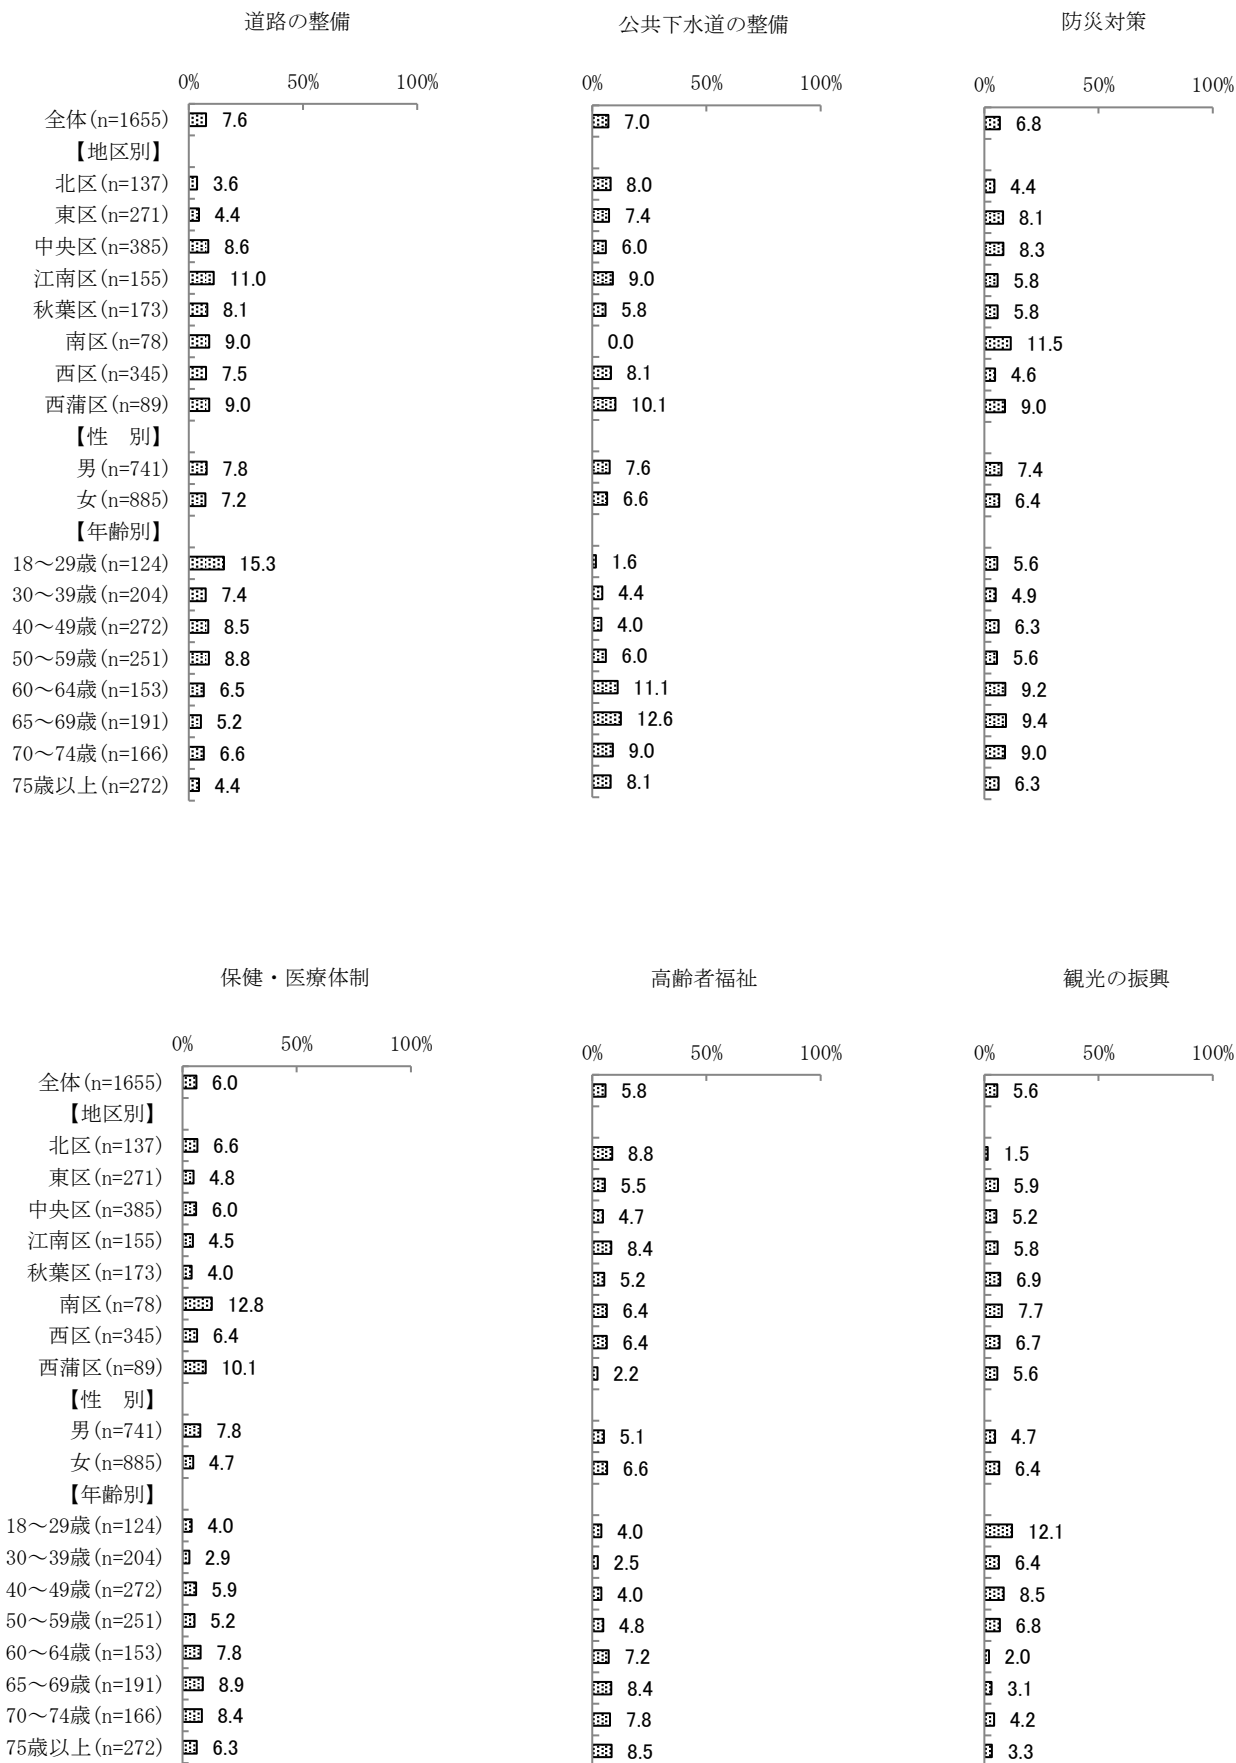 道路の整備 公共下水道の整備 防災対策
0% 50% 100% 0% 50% 100% 0% 50% 100%
全体(n=1655) 7.6 7.0 6.8
【地区別】
北区(n=137) 3.6 8.0 4.4
東区(n=271) 4.4 7.4 8.1
中央区(n=385) 8.6 6.0 8.3
江南区(n=155) 11.0 9.0 5.8
秋葉区(n=173) 8.1 5.8 5.8
南区(n=78) 9.0 0.0 11.5
西区(n=345) 7.5 8.1 4.6
西蒲区(n=89) 9.0 10.1 9.0
【性　別】
男(n=741) 7.8 7.6 7.4
女(n=885) 7.2 6.6 6.4
【年齢別】
18～29歳(n=124) 15.3 1.6 5.6
30～39歳(n=204) 7.4 4.4 4.9
40～49歳(n=272) 8.5 4.0 6.3
50～59歳(n=251) 8.8 6.0 5.6
60～64歳(n=153) 6.5 11.1 9.2
65～69歳(n=191) 5.2 12.6 9.4
70～74歳(n=166) 6.6 9.0 9.0
75歳以上(n=272) 4.4 8.1 6.3
保健・医療体制 高齢者福祉 観光の振興
0% 50% 100% 0% 50% 100% 0% 50% 100%
全体(n=1655) 6.0 5.8 5.6
【地区別】
北区(n=137) 6.6 8.8 1.5
東区(n=271) 4.8 5.5 5.9
中央区(n=385) 6.0 4.7 5.2
江南区(n=155) 4.5 8.4 5.8
秋葉区(n=173) 4.0 5.2 6.9
南区(n=78) 12.8 6.4 7.7
西区(n=345) 6.4 6.4 6.7
西蒲区(n=89) 10.1 2.2 5.6
【性　別】
男(n=741) 7.8 5.1 4.7
女(n=885) 4.7 6.6 6.4
【年齢別】
18～29歳(n=124) 4.0 4.0 12.1
30～39歳(n=204) 2.9 2.5 6.4
40～49歳(n=272) 5.9 4.0 8.5
50～59歳(n=251) 5.2 4.8 6.8
60～64歳(n=153) 7.8 7.2 2.0
65～69歳(n=191) 8.9 8.4 3.1
70～74歳(n=166) 8.4 7.8 4.2
75歳以上(n=272) 6.3 8.5 3.3